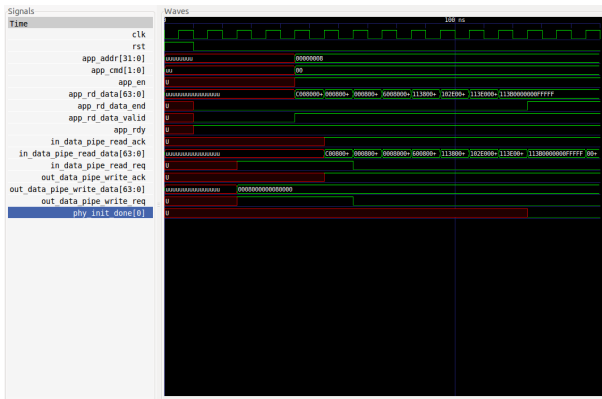 Signals
Waves
Time
100 ns
clk
rst
app_addr[31:0] uuuuuuuu 00000008
app_cmd[1:0] uu 00
app_en U
app_rd_data[63:0] uuuuuuuuuuuuuuuu C008000+ 000800+ 000800+ 6008000+ 113800+ 102E00+ 113E000+ 113B0000000FFFFF
app_rd_data_end U
app_rd_data_valid U
app_rdy U
in_data_pipe_read_ack U
in_data_pipe_read_data[63:0] uuuuuuuuuuuuuuuu C00800+ 000800+ 0008000+ 600800+ 113800+ 102E000+ 113E00+ 113B0000000FFFFF 00+
in_data_pipe_read_req U
out_data_pipe_write_ack U
out_data_pipe_write_data[63:0] uuuuuuuuuuuuuuuu 0008000000080000
out_data_pipe_write_req U
phy_init_done[0] U